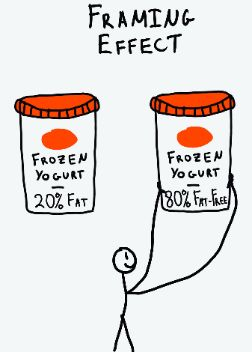 FRAMING
EFFECT
FROZEN
YOGURT
20% FAT
FROZEN
YOGURT
80% FAT-FREE